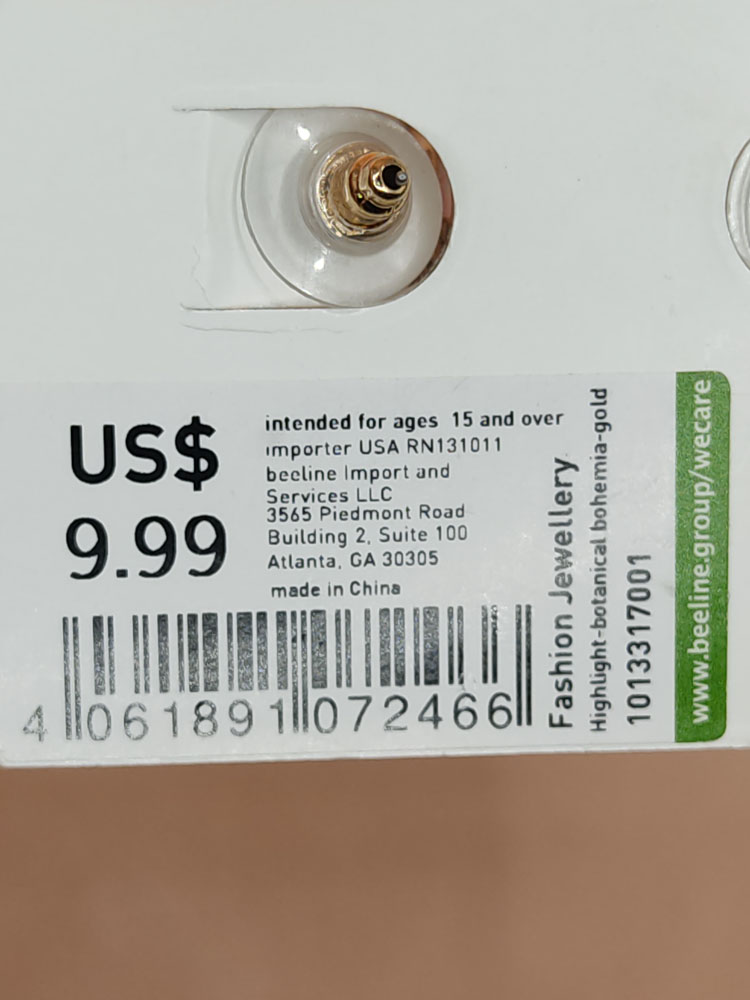 US$
9.99
intended for ages 15 and over
importer USA RN131011
beeline Import and
Services LLC
3565 Piedmont Road
Building 2, Suite 100
Atlanta, GA 30305
made in China
4 061891 072466
Fashion Jewellery
Highlight-botanical bohemia-gold
1013317001
www.beeline.group/wecare